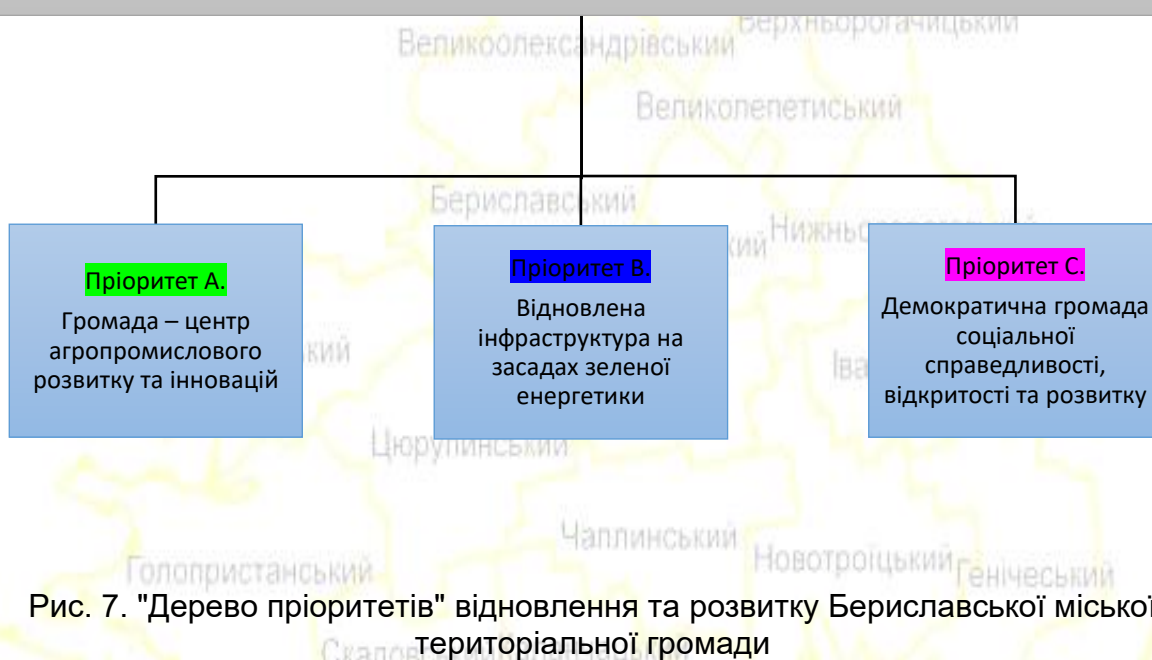 Великоолександрівський
Верхньорогачицький
Великолепетиський
Бериславський
Пріоритет А.
Громада – центр
агропромислового
розвитку та інновацій
Пріоритет В.
Відновлена
інфраструктура на
засадах зеленої
енергетики
Пріоритет С.
Демократична громада
соціальної
справедливості,
відкритості та розвитку
Цюрупинський
Чаплинський
Новотроїцький
Генічеський
Голопристанський
Рис. 7. "Дерево пріоритетів" відновлення та розвитку Бериславської міської
територіальної громади